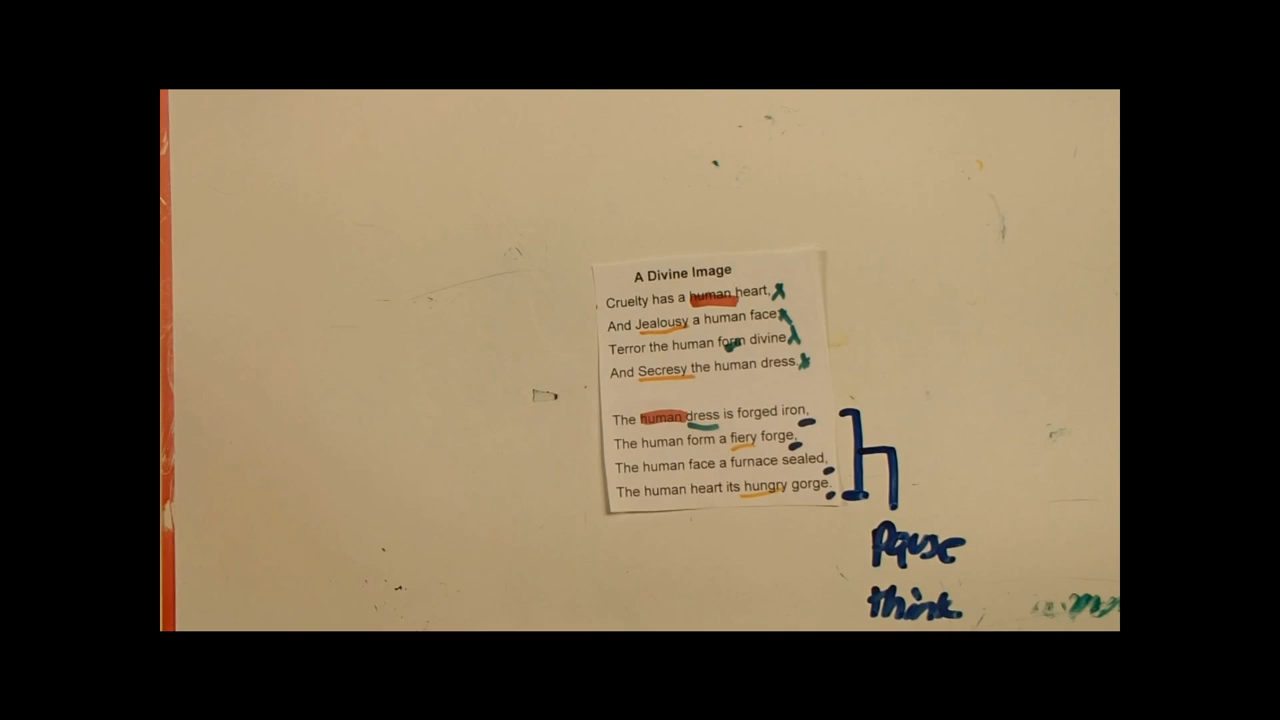 A Divine Image
Cruelty has a human heart,
And Jealousy a human face
Terror the human form divine
And Secresy the human dress.
The human dress is forged iron,
The human form a fiery forge,
The human face a furnace sealed,
The human heart its hungry gorge.
Pause
think